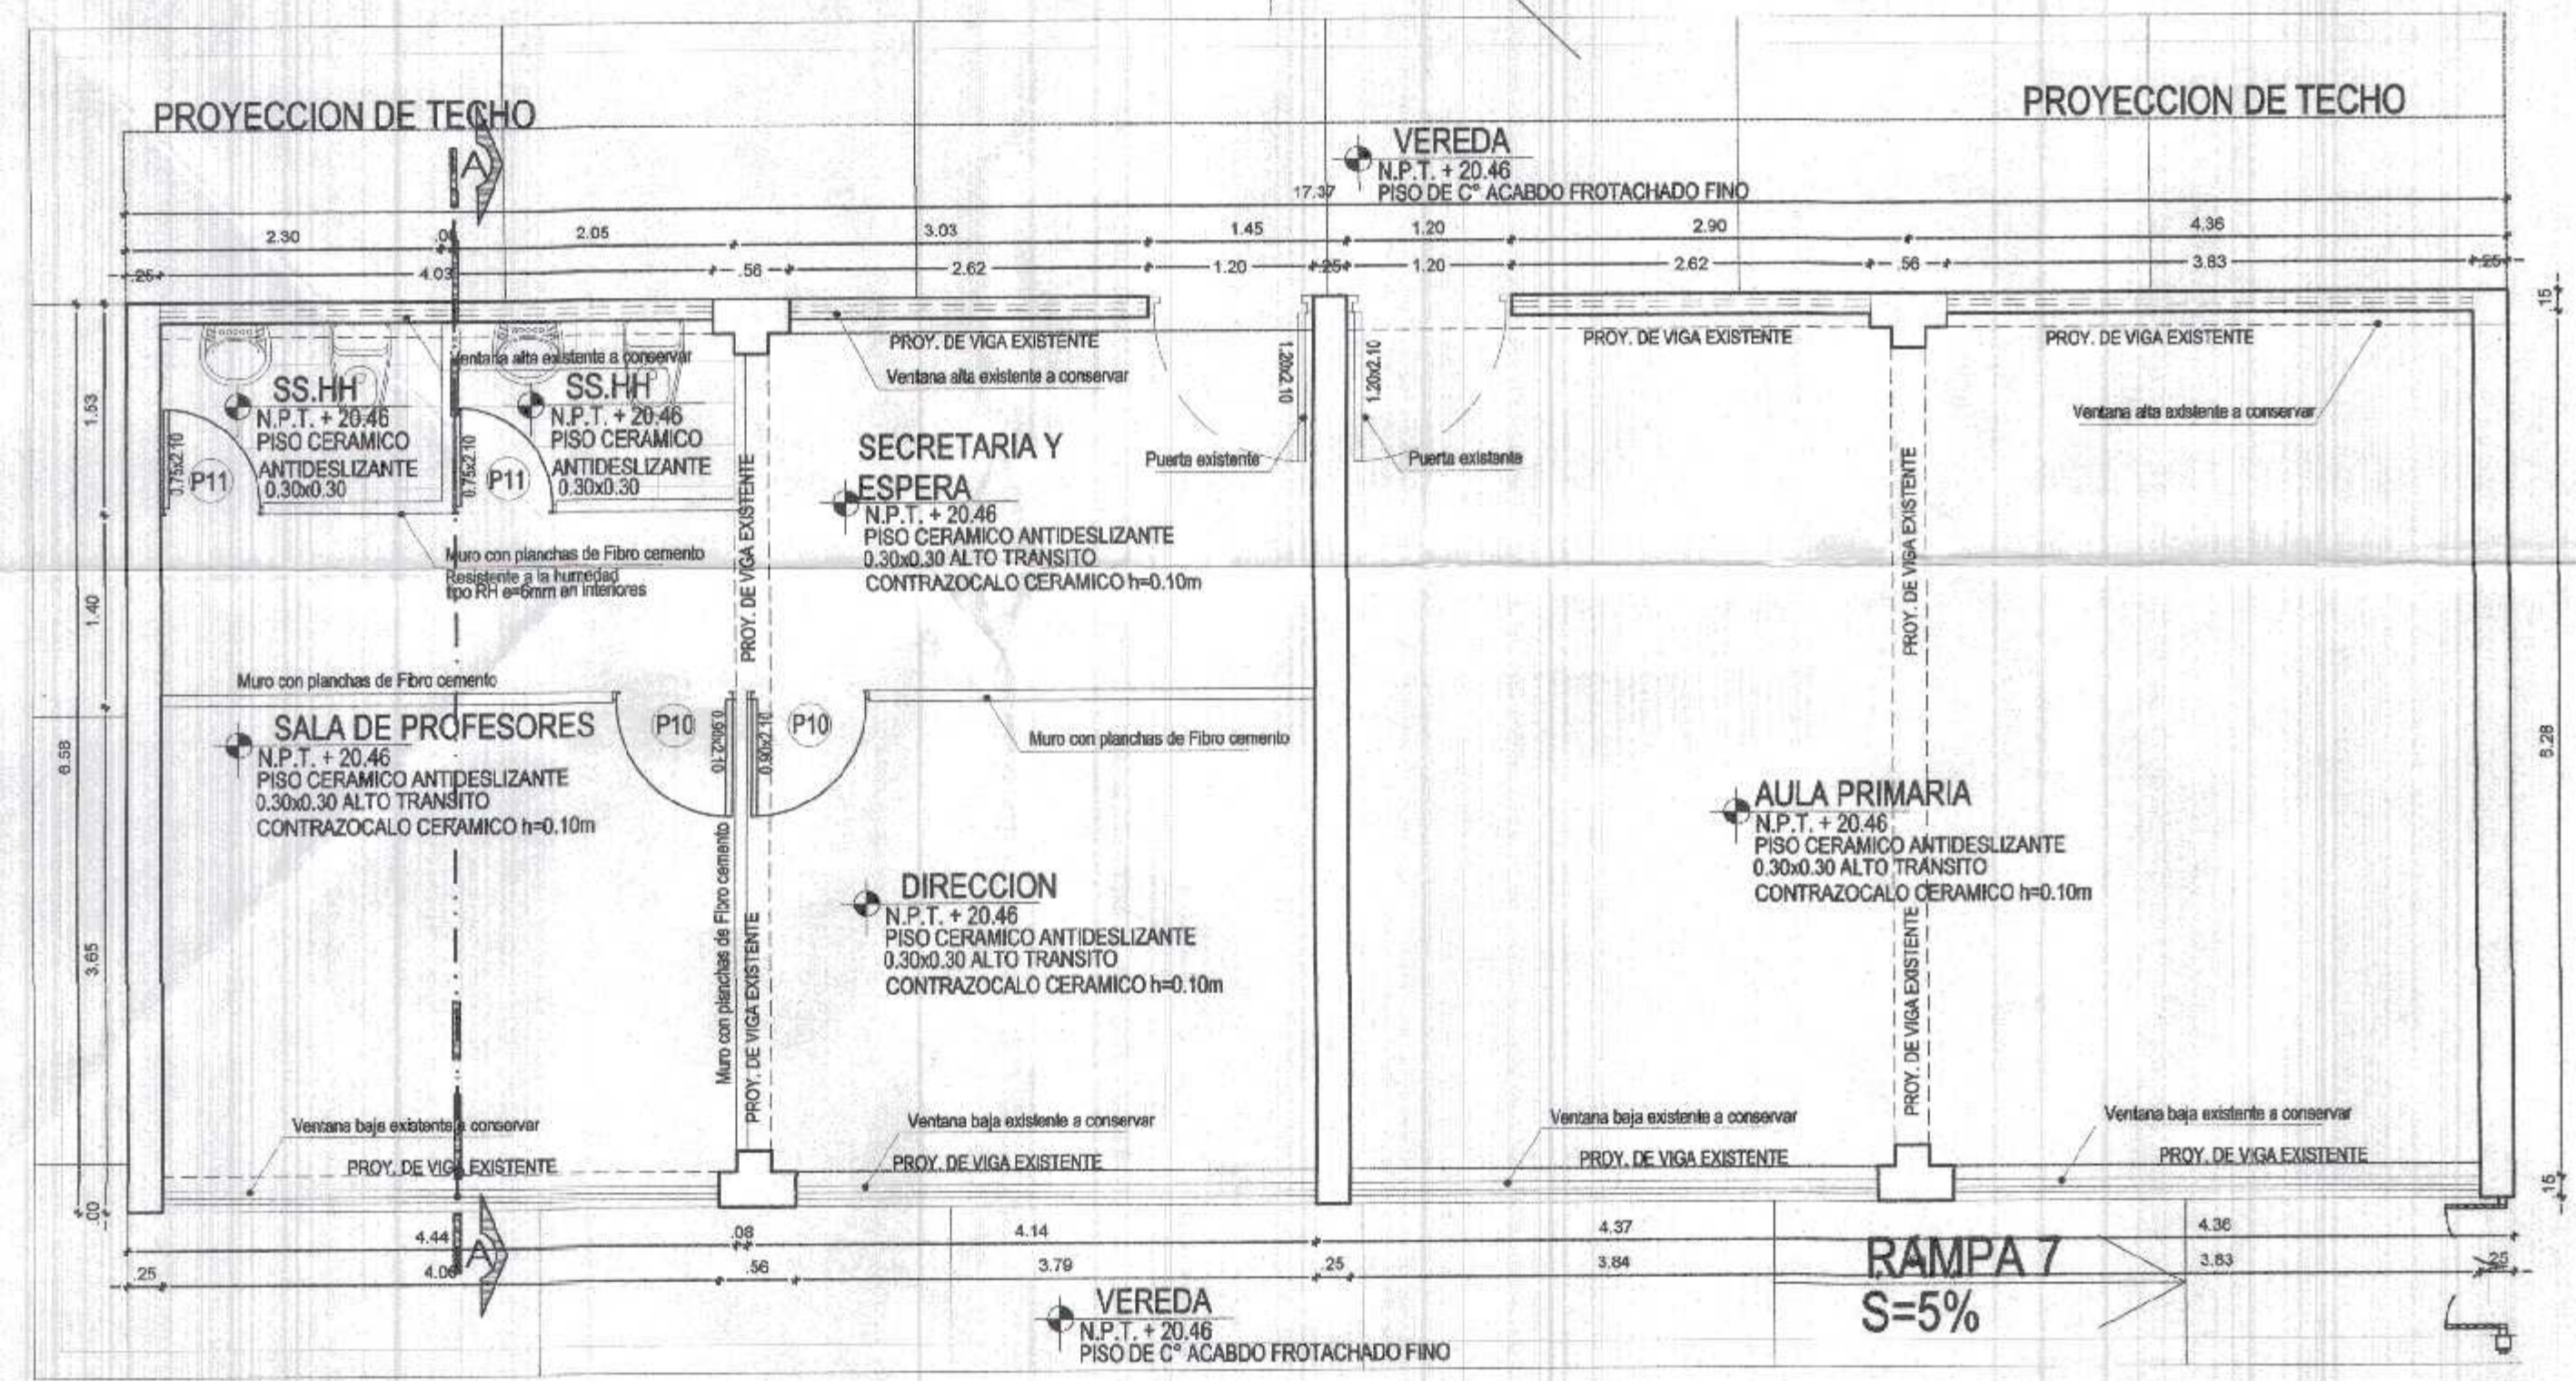 PROYECCION DE TECHO
PROYECCION DE TECHO
A
VEREDA
N.P.T. + 20.46
PISO DE C° ACABDO FROTACHADO FINO
17.37
2.30
2.05
3.03
1.45
1.20
2.90
4.36
.25
4.03
.56
2.62
1.20
.25
1.20
2.62
.56
3.83
.25
.15
PROY. DE VIGA EXISTENTE
PROY. DE VIGA EXISTENTE
PROY. DE VIGA EXISTENTE
Ventana alta existente a conservar
Ventana alta existente a conservar
Ventana alta existente a conservar
1.20x2.10
1.20x2.10
SS.HH
N.P.T. + 20.46
PISO CERAMICO
ANTIDESLIZANTE
0.30x0.30
0.75x2.10
P11
SS.HH
N.P.T. + 20.46
PISO CERAMICO
ANTIDESLIZANTE
0.30x0.30
0.75x2.10
P11
SECRETARIA Y
ESPERA
N.P.T. + 20.46
PISO CERAMICO ANTIDESLIZANTE
0.30x0.30 ALTO TRANSITO
CONTRAZOCALO CERAMICO h=0.10m
Puerta existente
Puerta existente
PROY. DE VIGA EXISTENTE
PROY. DE VIGA EXISTENTE
1.53
1.40
3.65
.00
6.58
6.28
Muro con planchas de Fibro cemento
Resistente a la humedad
tipo RH e=6mm en interiores
Muro con planchas de Fibro cemento
SALA DE PROFESORES
N.P.T. + 20.46
PISO CERAMICO ANTIDESLIZANTE
0.30x0.30 ALTO TRANSITO
CONTRAZOCALO CERAMICO h=0.10m
P10
0.90x2.10
0.90x2.10
P10
Muro con planchas de Fibro cemento
Muro con planchas de Fibro cemento
PROY. DE VIGA EXISTENTE
DIRECCION
N.P.T. + 20.46
PISO CERAMICO ANTIDESLIZANTE
0.30x0.30 ALTO TRANSITO
CONTRAZOCALO CERAMICO h=0.10m
AULA PRIMARIA
N.P.T. + 20.46
PISO CERAMICO ANTIDESLIZANTE
0.30x0.30 ALTO TRANSITO
CONTRAZOCALO CERAMICO h=0.10m
PROY. DE VIGA EXISTENTE
Ventana baja existente a conservar
Ventana baja existente a conservar
Ventana baja existente a conservar
Ventana baja existente a conservar
PROY. DE VIGA EXISTENTE
PROY. DE VIGA EXISTENTE
PROY. DE VIGA EXISTENTE
PROY. DE VIGA EXISTENTE
.15
4.44
.08
4.14
4.37
4.36
A
.25
.56
3.79
.25
3.84
3.83
RAMPA 7
S=5%
VEREDA
N.P.T. + 20.46
PISO DE C° ACABDO FROTACHADO FINO